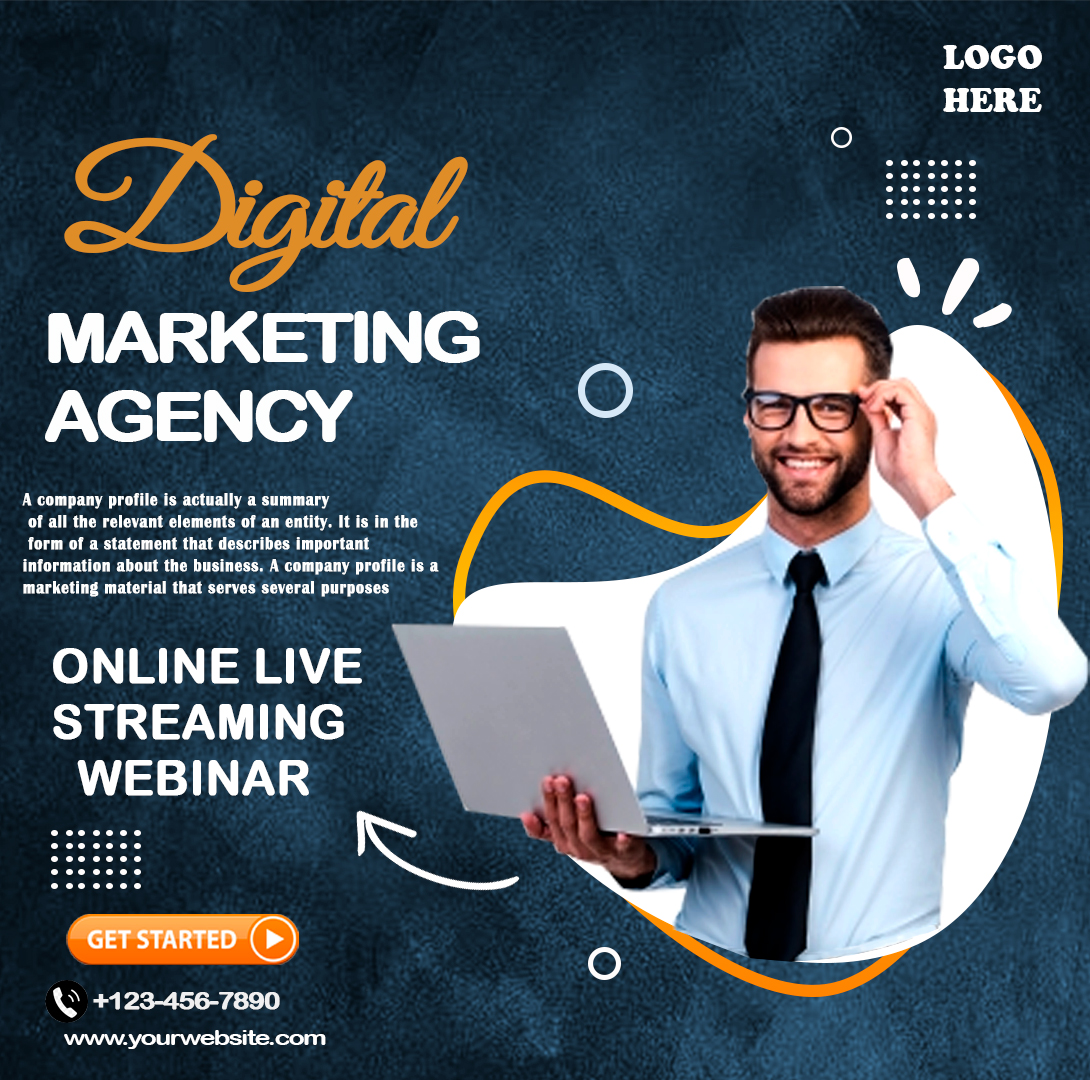 LOGO
HERE
Digital
MARKETING
AGENCY
A company profile is actually a summary
of all the relevant elements of an entity. It is in the
form of a statement that describes important
information about the business. A company profile is a
marketing material that serves several purposes
ONLINE LIVE
STREAMING
WEBINAR
GET STARTED
+123-456-7890
www.yourwebsite.com